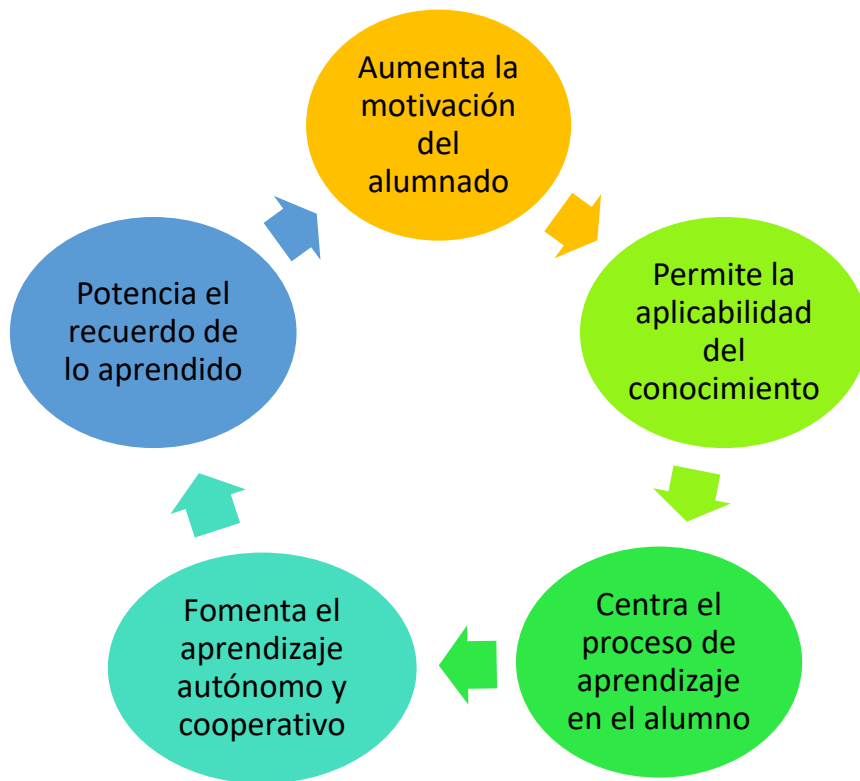 Aumenta la
motivación
del
alumnado
Permite la
aplicabilidad
del
conocimiento
Centra el
proceso de
aprendizaje
en el alumno
Fomenta el
aprendizaje
autónomo y
cooperativo
Potencia el
recuerdo de
lo aprendido